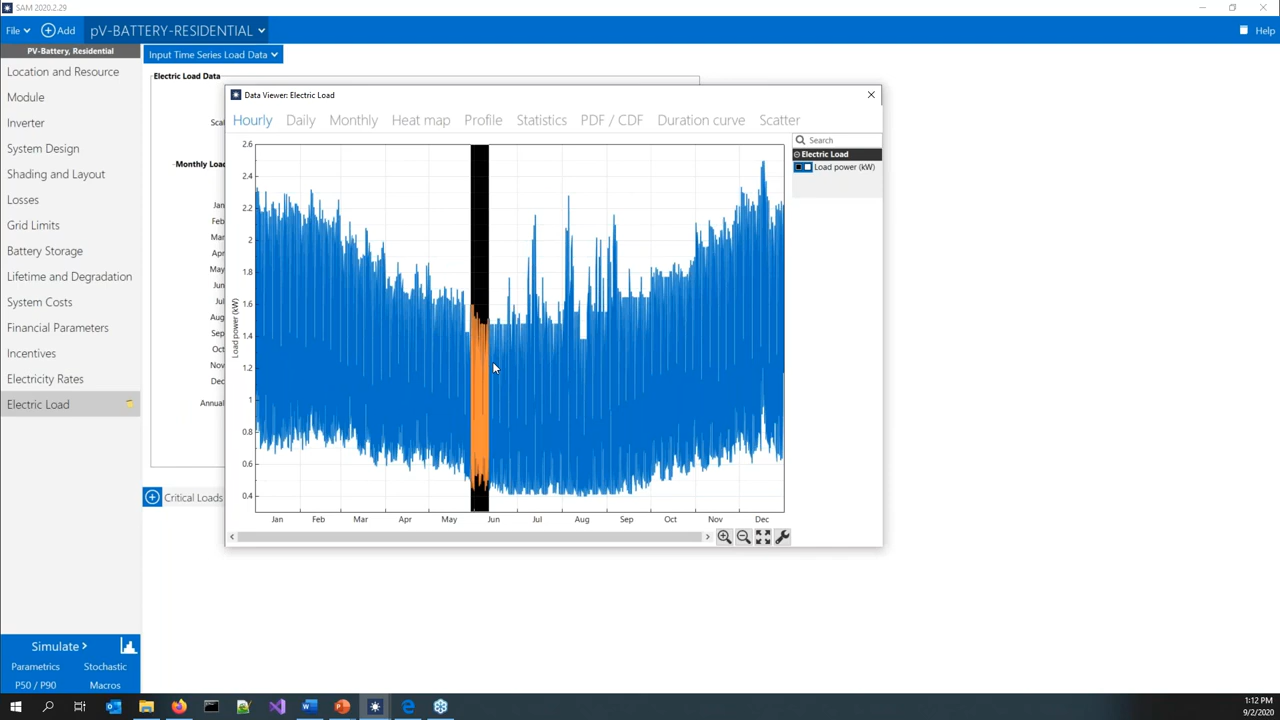 SAM 2020.2.29
File
Add
pV-BATTERY-RESIDENTIAL
Help
PV-Battery, Residential
Location and Resource
Module
Inverter
System Design
Shading and Layout
Losses
Grid Limits
Battery Storage
Lifetime and Degradation
System Costs
Financial Parameters
Incentives
Electricity Rates
Electric Load
Simulate >
Parametrics Stochastic
P50 / P90 Macros
Input Time Series Load Data
Electric Load Data
Scal
Monthly Load
Jan
Feb
Mar
Apr
May
Jun
Jul
Aug
Sep
Oct
Nov
Dec
Annual
Critical Loads
Data Viewer: Electric Load
Hourly Daily Monthly Heat map Profile Statistics PDF / CDF Duration curve Scatter
Search
Electric Load
Load power (kW)
Load power (kW)
2.6
2.4
2.2
2
1.8
1.6
1.4
1.2
1
0.8
0.6
0.4
Jan Feb Mar Apr May Jun Jul Aug Sep Oct Nov Dec
1:12 PM
9/2/2020